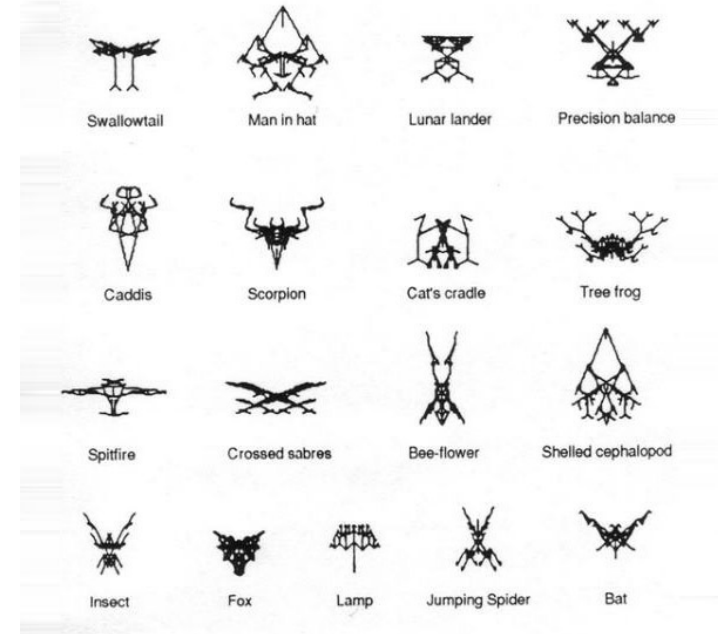 Swallowtail
Man in hat
Lunar lander
Precision balance
Caddis
Scorpion
Cat's cradle
Tree frog
Spitfire
Crossed sabres
Bee-flower
Shelled cephalopod
Insect
Fox
Lamp
Jumping Spider
Bat